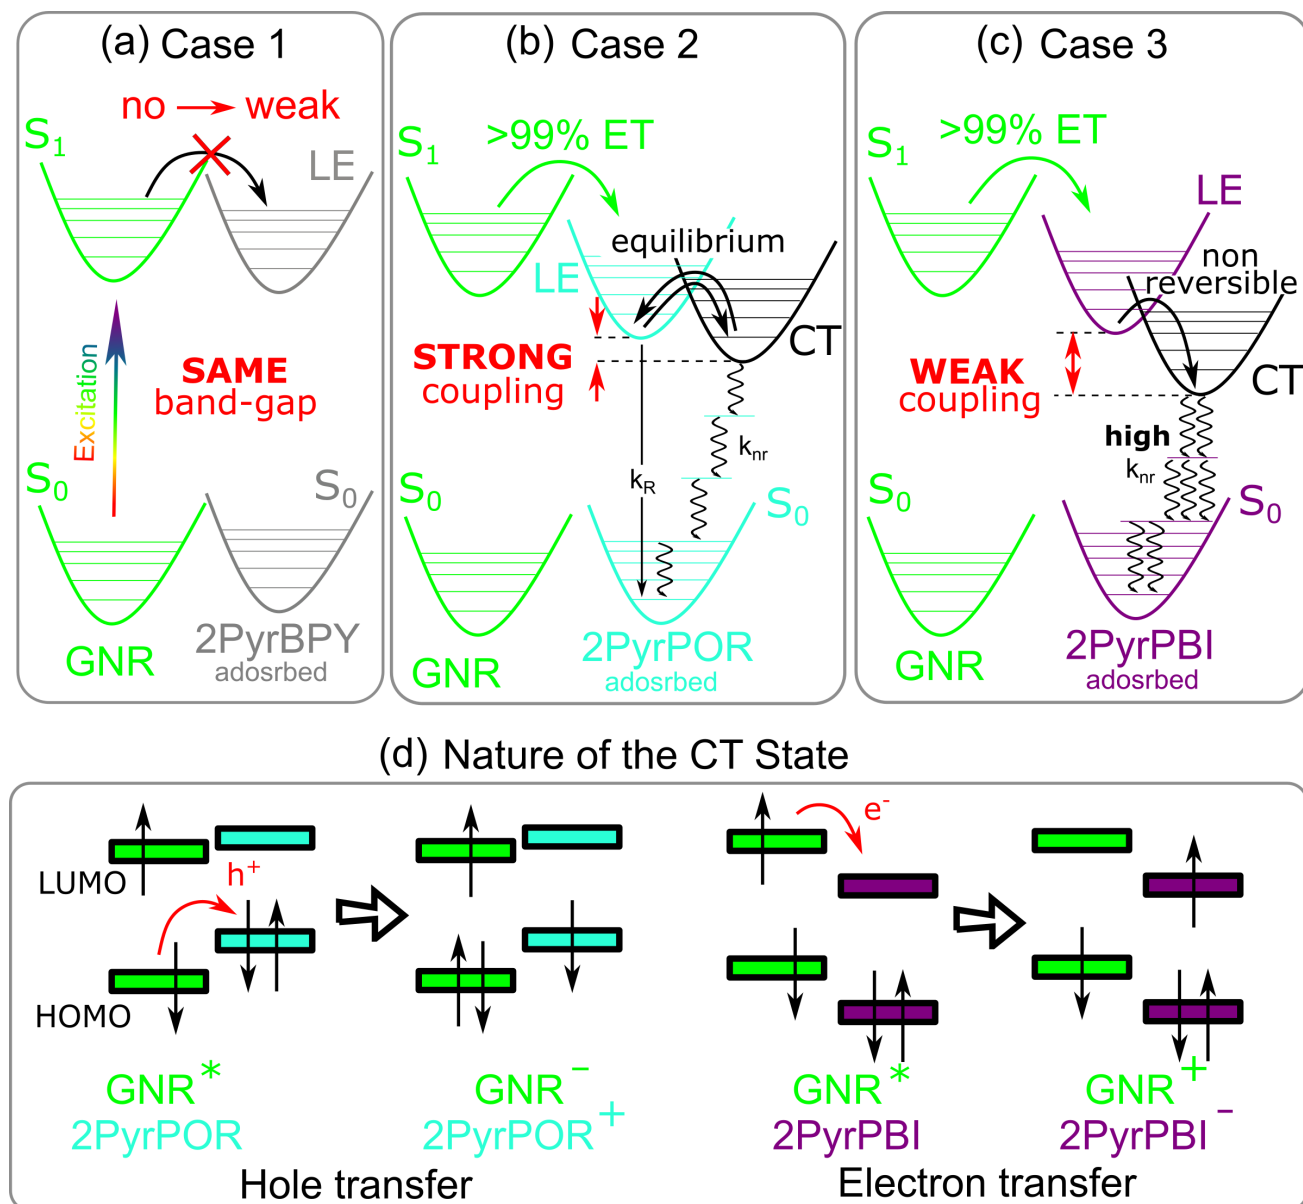 (a) Case 1
no → weak
S1
LE
Excitation
SAME
band-gap
S0
S0
GNR
2PyrBPY
adosrbed
(b) Case 2
>99% ET
S1
equilibrium
LE
CT
STRONG
coupling
knr
kR
S0
S0
GNR
2PyrPOR
adosrbed
(c) Case 3
>99% ET
S1
LE
non
reversible
WEAK
coupling
CT
high
knr
S0
S0
GNR
2PyrPBI
adosrbed
(d) Nature of the CT State
LUMO
h+
HOMO
GNR*
2PyrPOR
GNR−
2PyrPOR+
Hole transfer
e-
GNR*
2PyrPBI
GNR+
2PyrPBI−
Electron transfer